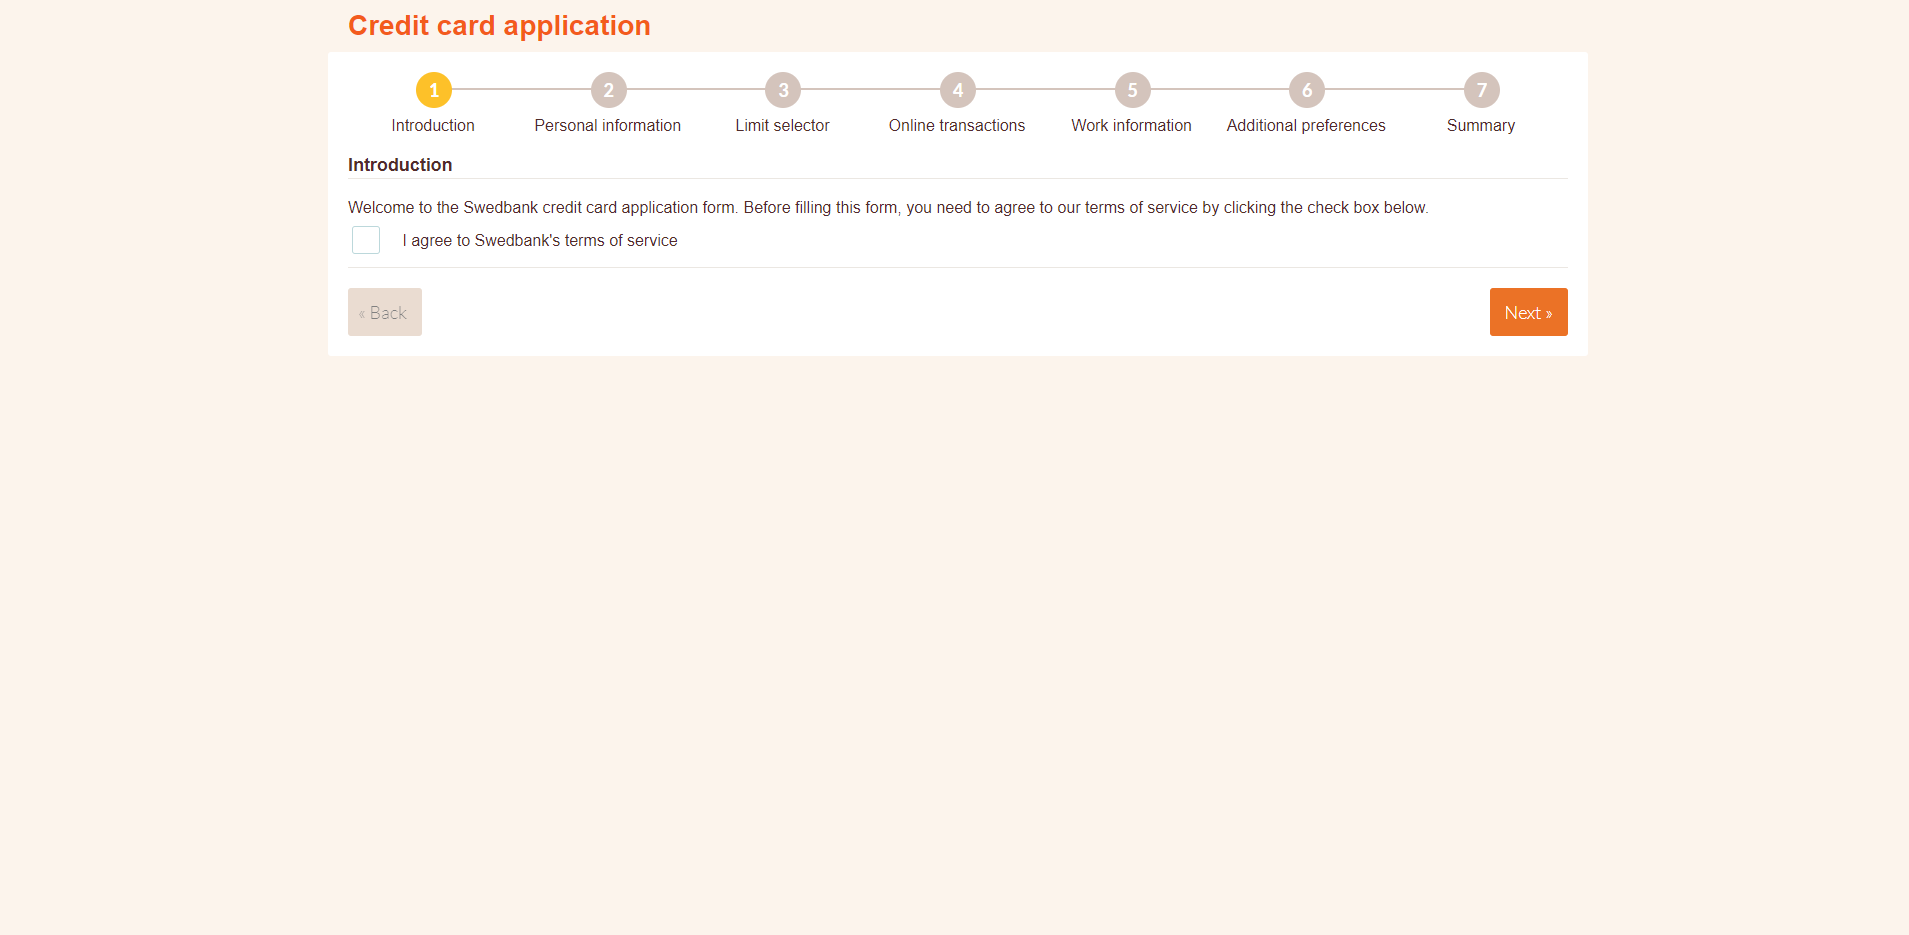 Credit card application
1 2 3 4 5 6 7
Introduction Personal information Limit selector Online transactions Work information Additional preferences Summary
Introduction
Welcome to the Swedbank credit card application form. Before filling this form, you need to agree to our terms of service by clicking the check box below.
I agree to Swedbank's terms of service
« Back Next »